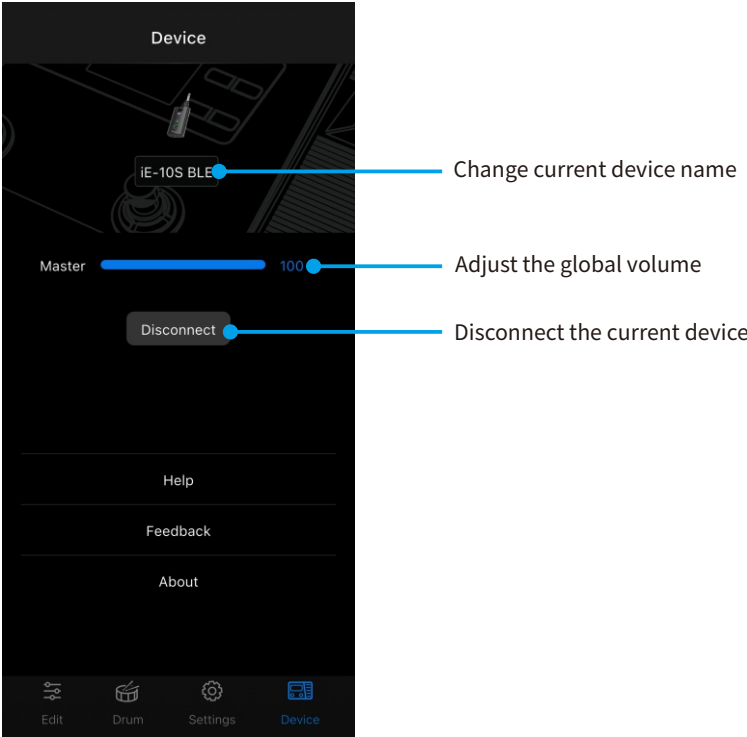 Device
iE-10S BLE
Change current device name
Master 100
Adjust the global volume
Disconnect
Disconnect the current device
Help
Feedback
About
Edit Drum Settings Device